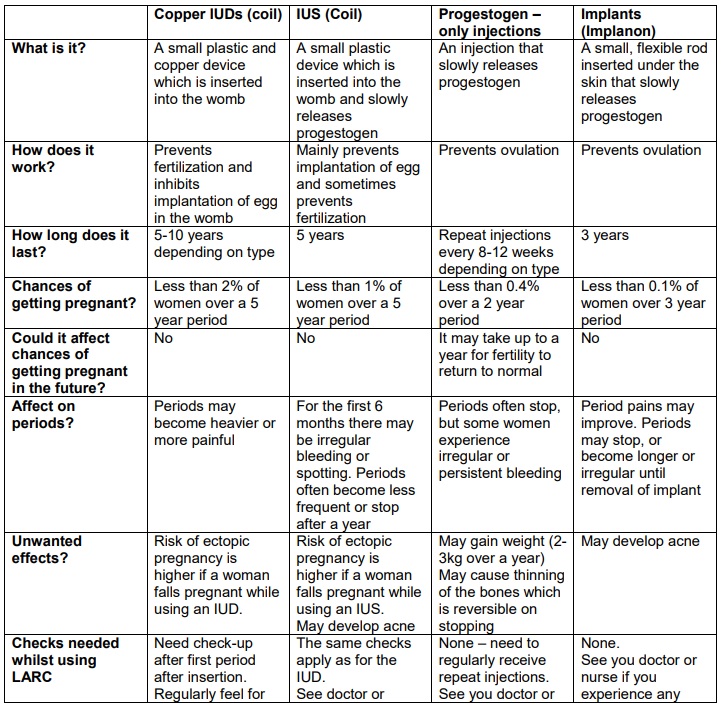 Copper IUDs (coil)
IUS (Coil)
Progestogen –
only injections
Implants
(Implanon)
What is it?
A small plastic and
copper device
which is inserted
into the womb
A small plastic
device which is
inserted into the
womb and slowly
releases
progestogen
An injection that
slowly releases
progestogen
A small, flexible rod
inserted under the
skin that slowly
releases
progestogen
How does it
work?
Prevents
fertilization and
inhibits
implantation of egg
in the womb
Mainly prevents
implantation of egg
and sometimes
prevents
fertilization
Prevents ovulation
Prevents ovulation
How long does it
last?
5-10 years
depending on type
5 years
Repeat injections
every 8-12 weeks
depending on type
3 years
Chances of
getting pregnant?
Less than 2% of
women over a 5
year period
Less than 1% of
women over a 5
year period
Less than 0.4%
over a 2 year
period
Less than 0.1% of
women over 3 year
period
Could it affect
chances of
getting pregnant
in the future?
No
No
It may take up to a
year for fertility to
return to normal
No
Affect on
periods?
Periods may
become heavier or
more painful
For the first 6
months there may
be irregular
bleeding or
spotting. Periods
often become less
frequent or stop
after a year
Periods often stop,
but some women
experience
irregular or
persistent bleeding
Period pains may
improve. Periods
may stop, or
become longer or
irregular until
removal of implant
Unwanted
effects?
Risk of ectopic
pregnancy is
higher if a woman
falls pregnant while
using an IUD.
Risk of ectopic
pregnancy is
higher if a woman
falls pregnant while
using an IUS.
May develop acne
May gain weight (2-
3kg over a year)
May cause thinning
of the bones which
is reversible on
stopping
May develop acne
Checks needed
whilst using
LARC
Need check-up
after first period
after insertion.
Regularly feel for
The same checks
apply as for the
IUD.
See doctor or
None – need to
regularly receive
repeat injections.
See you doctor or
None.
See you doctor or
nurse if you
experience any